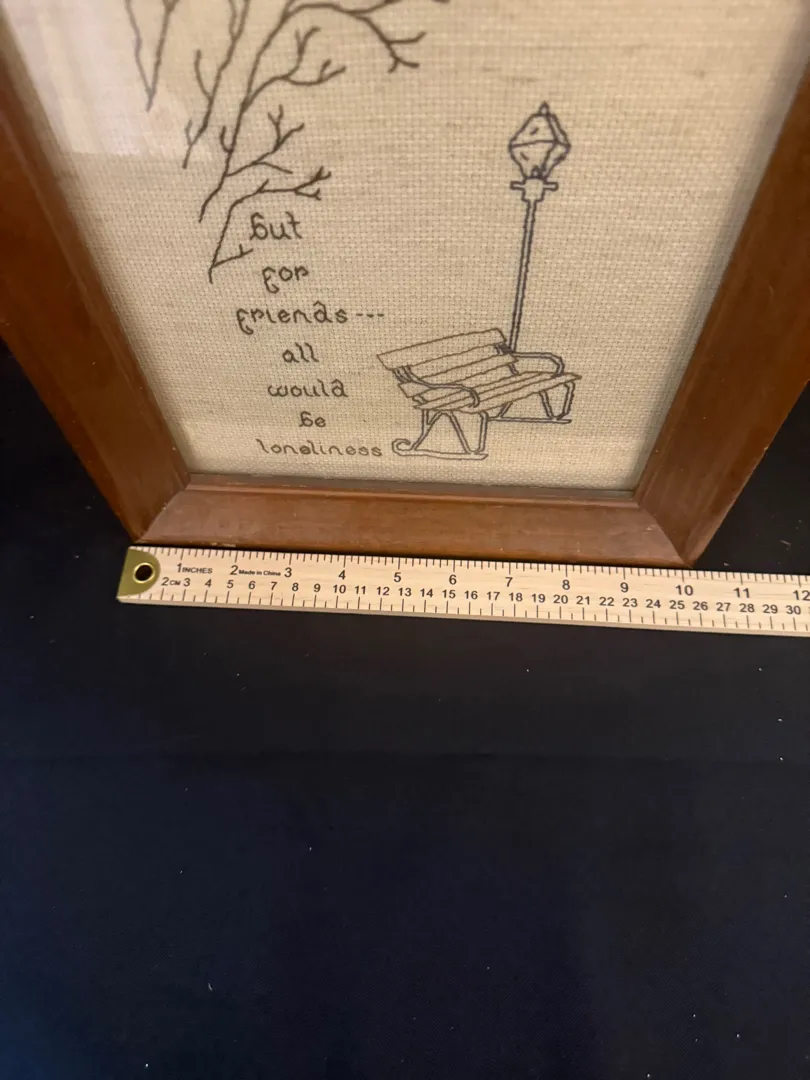 But
for
friends---
all
would
be
loneliness
1 INCHES 2 Made in China 3 4 5 6 7 8 9 10 11 12
2 CM 3 4 5 6 7 8 9 10 11 12 13 14 15 16 17 18 19 20 21 22 23 24 25 26 27 28 29 30